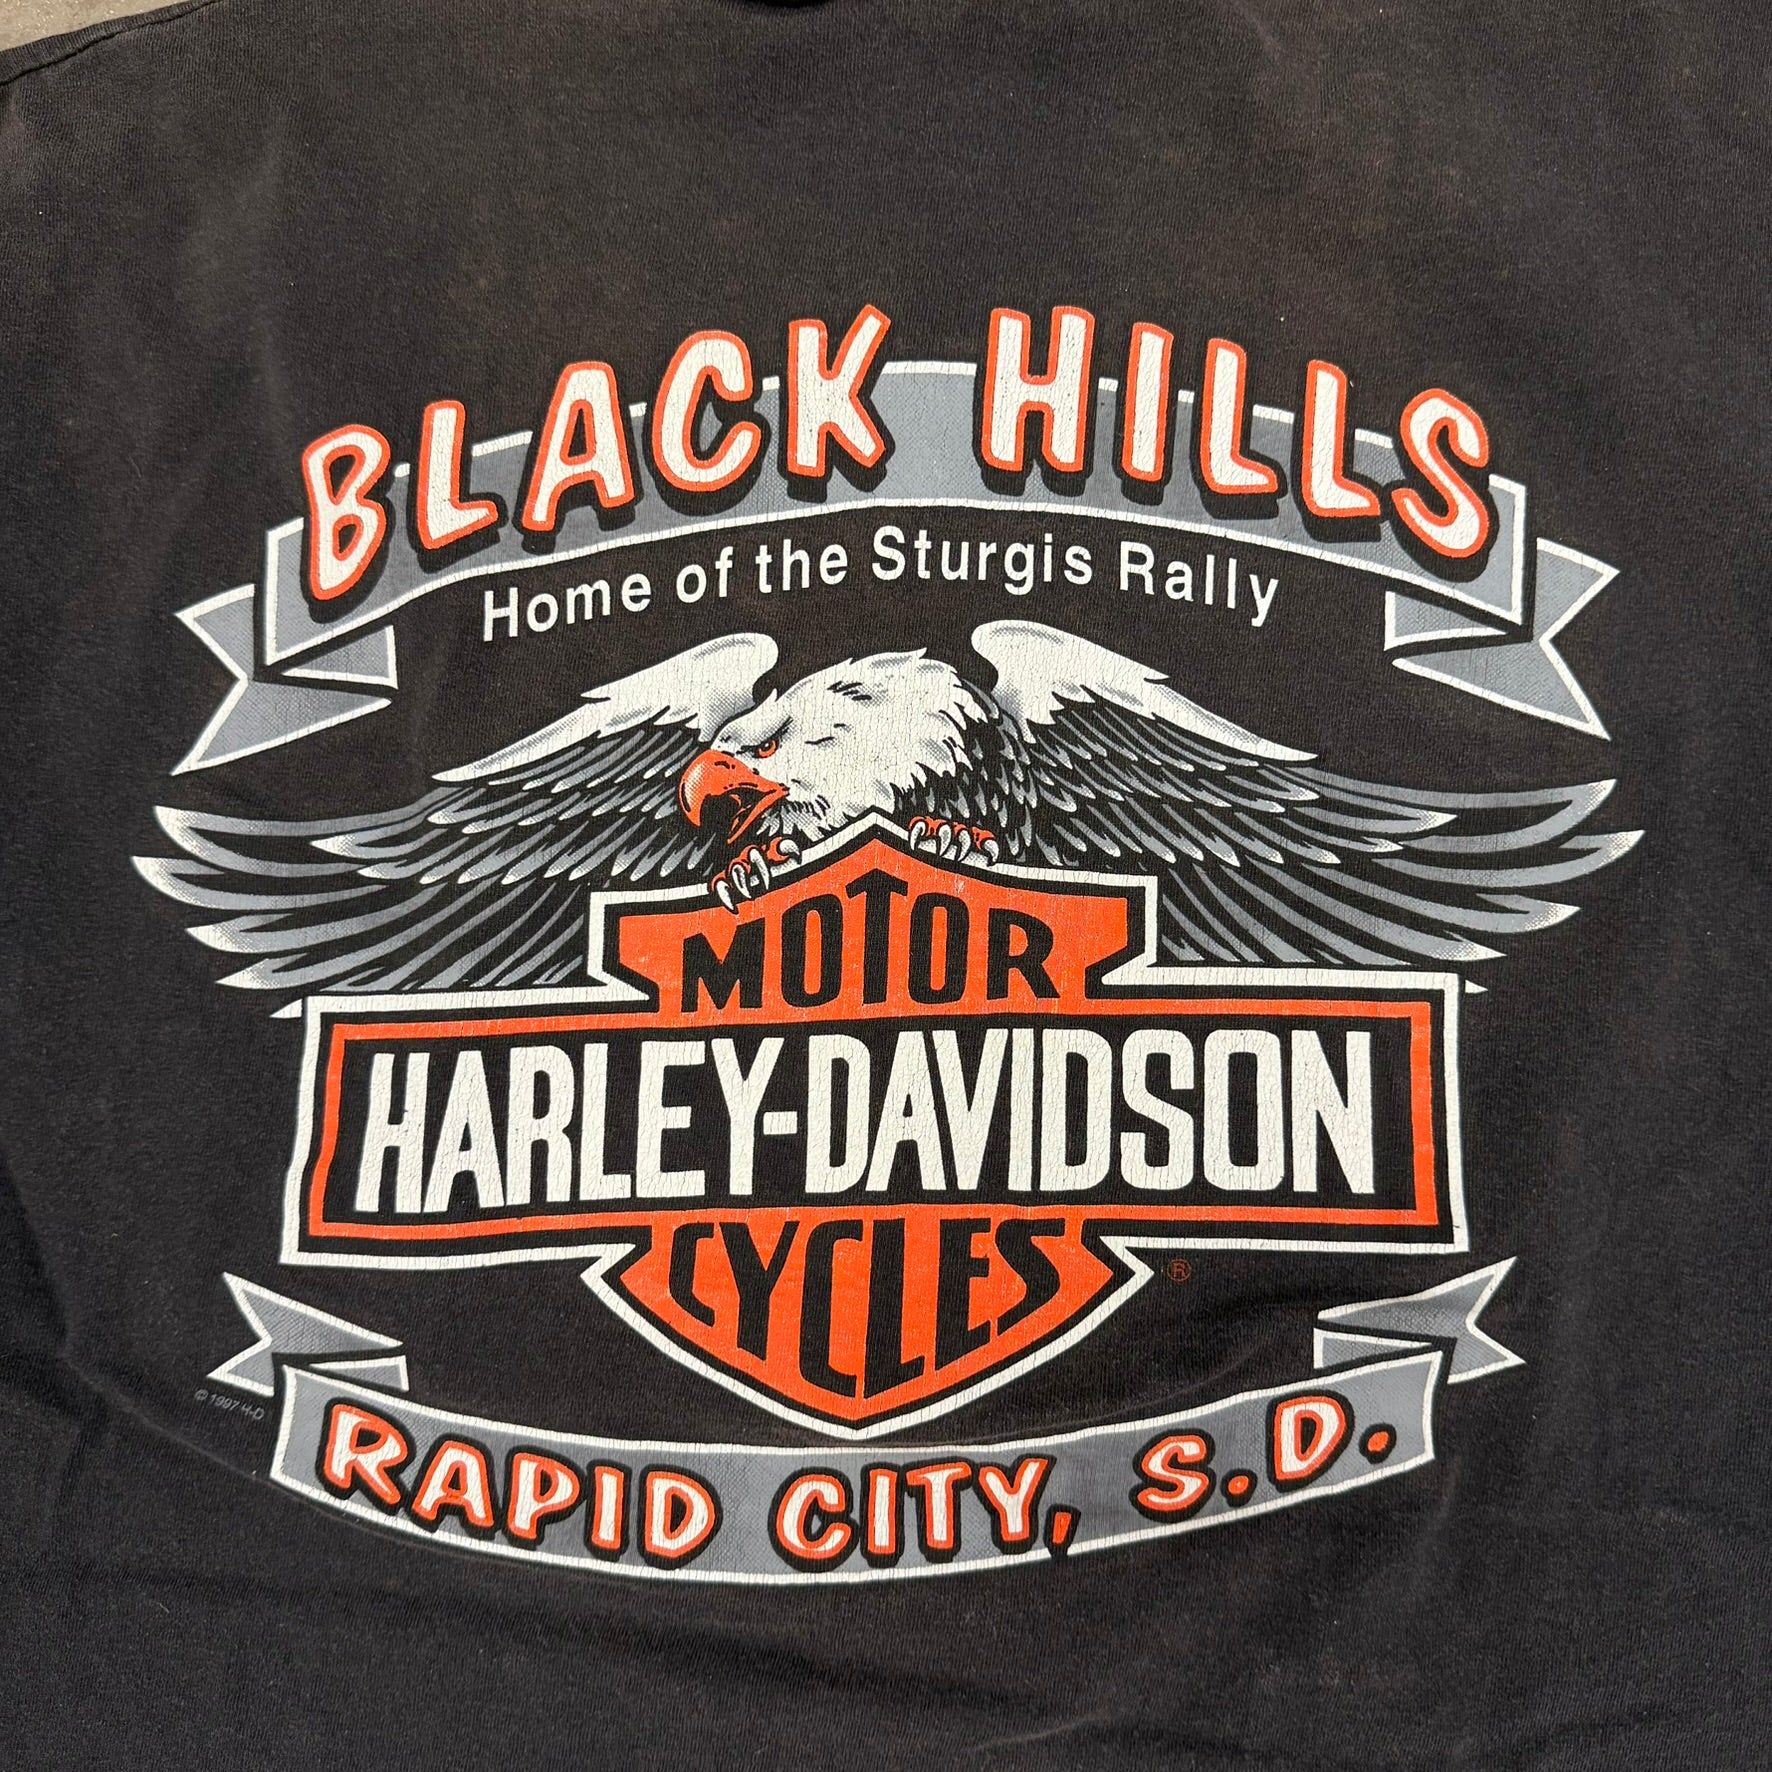 BLACK HILLS
Home of the Sturgis Rally
MOTOR
HARLEY-DAVIDSON
CYCLES
®
© 1997 H-D
RAPID CITY, S.D.